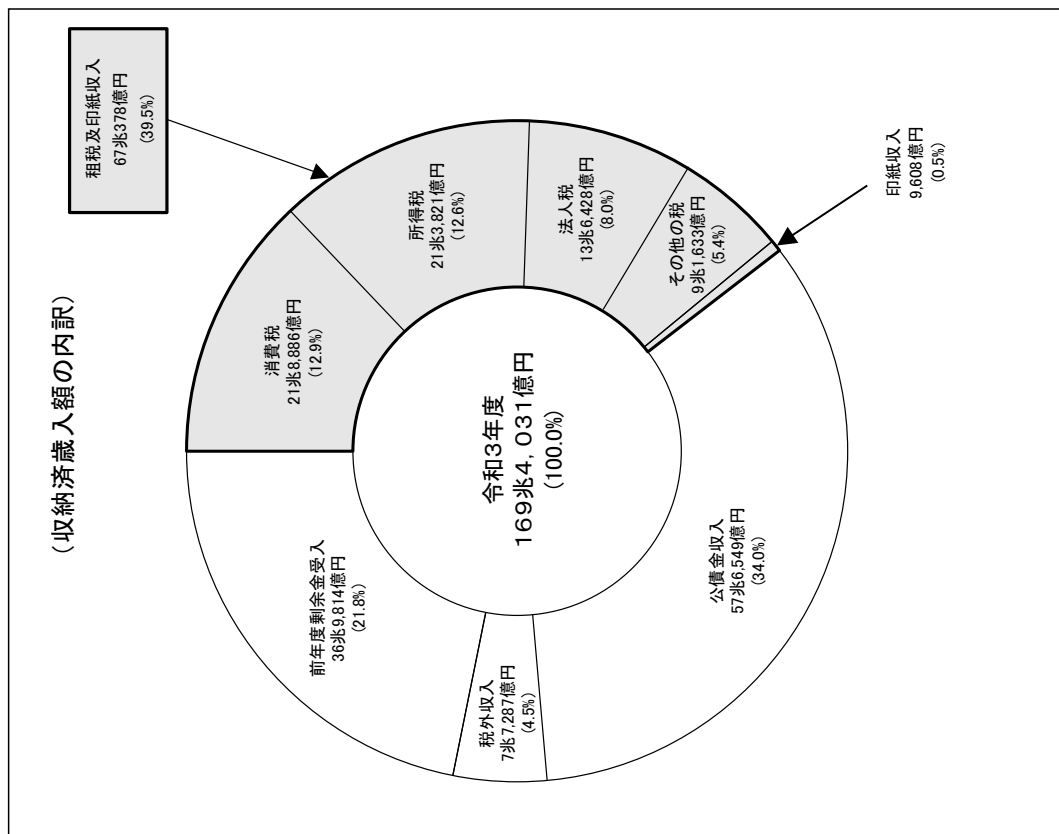 (収納済歳入額の内訳)
租税及印紙収入
67兆378億円
(39.5%)
消費税
21兆8,886億円
(12.9%)
所得税
21兆3,821億円
(12.6%)
法人税
13兆6,428億円
(8.0%)
その他の税
9兆1,633億円
(5.4%)
印紙収入
9,608億円
(0.5%)
公債金収入
57兆6,549億円
(34.0%)
税外収入
7兆7,287億円
(4.5%)
前年度剰余金受入
36兆9,814億円
(21.8%)
令和3年度
169兆4,031億円
(100.0%)